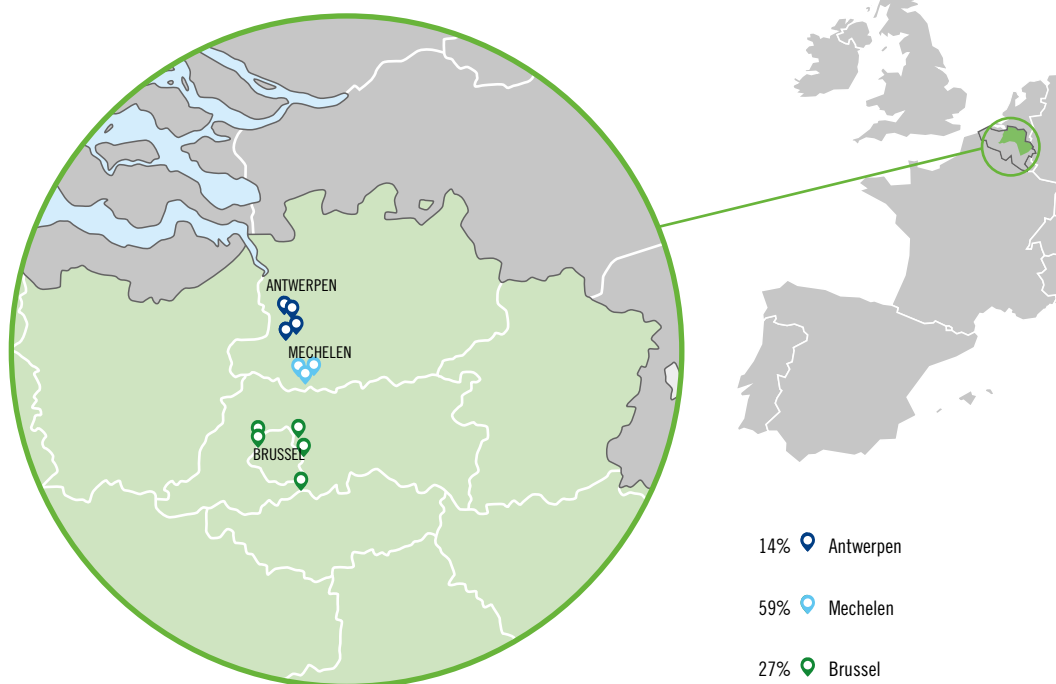 ANTWERPEN
MECHELEN
BRUSSEL
14% Antwerpen
59% Mechelen
27% Brussel